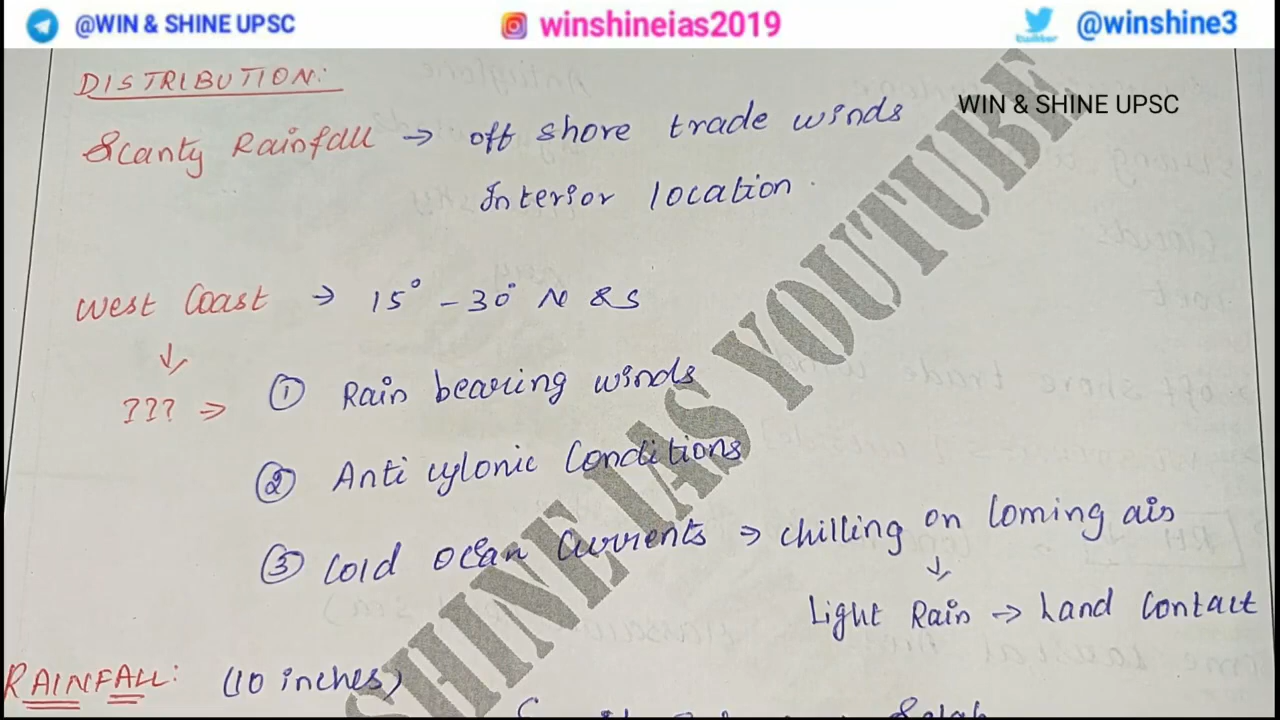 @WIN & SHINE UPSC winshineias2019 @winshine3
WIN & SHINE UPSC
DISTRIBUTION:
Scanty Rainfall → off shore trade winds
Interior location
West Coast → 15° - 30° N & S
↓
??? ⇒ ① Rain bearing winds
② Anti cylonic Conditions
③ Cold ocean Currents → chilling on Coming air
↓
Light Rain → Land Contact
RAINFALL: (10 inches)
SHINE IAS YOUTUBE